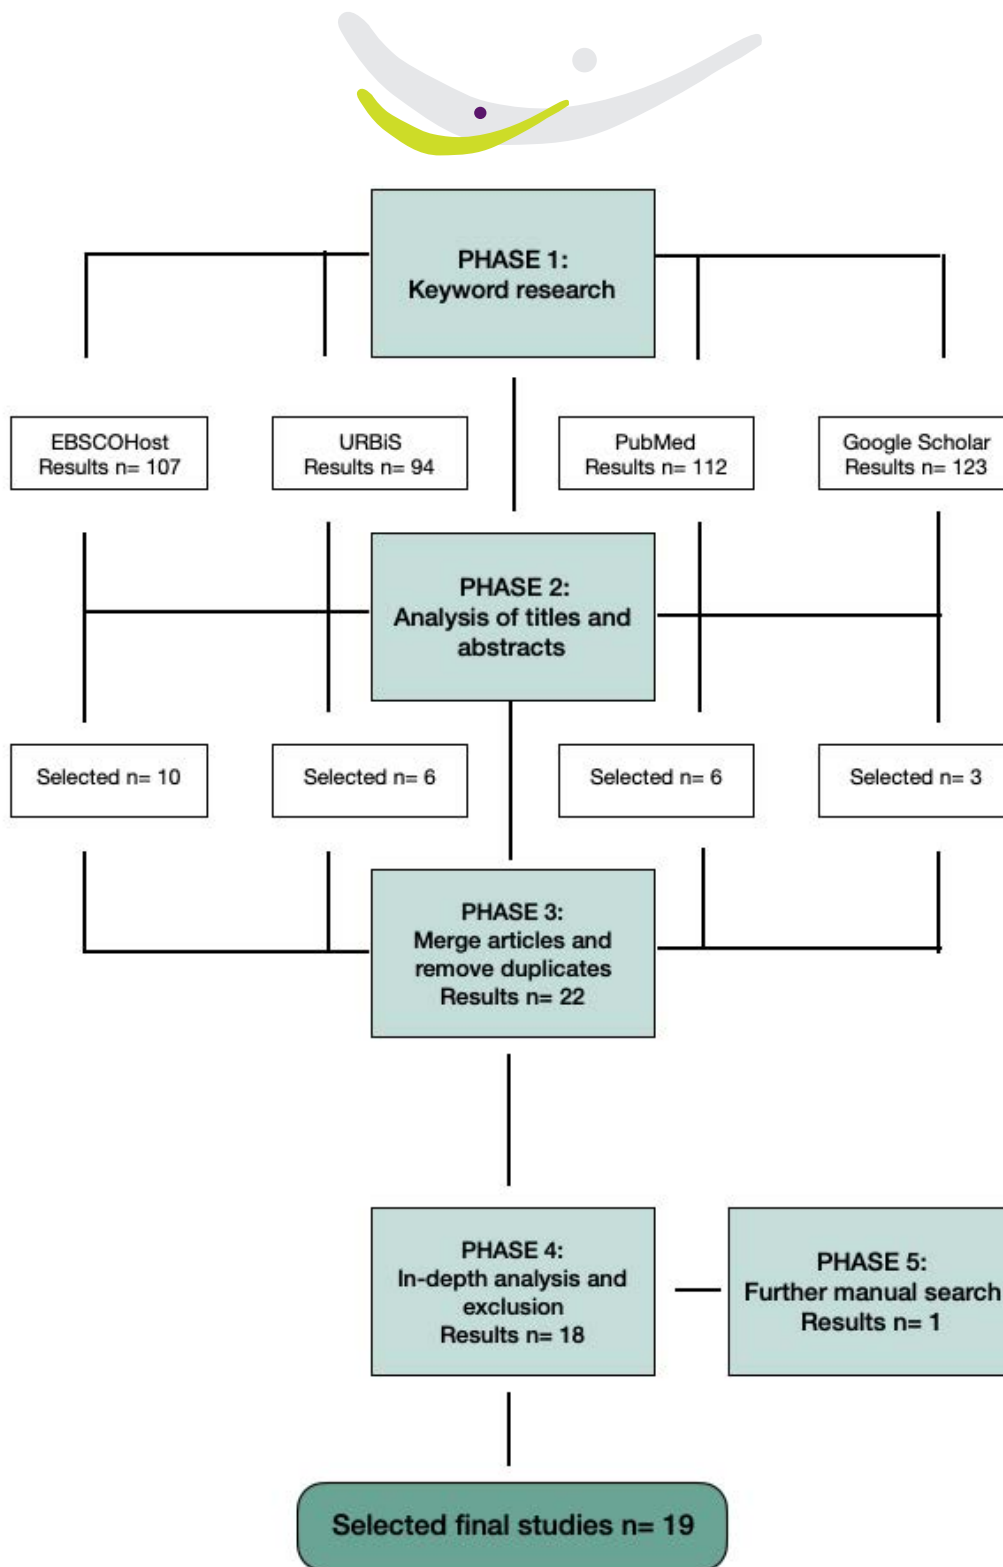 PHASE 1:
Keyword research
EBSCOHost
Results n= 107
URBiS
Results n= 94
PubMed
Results n= 112
Google Scholar
Results n= 123
PHASE 2:
Analysis of titles and
abstracts
Selected n= 10
Selected n= 6
Selected n= 6
Selected n= 3
PHASE 3:
Merge articles and
remove duplicates
Results n= 22
PHASE 4:
In-depth analysis and
exclusion
Results n= 18
PHASE 5:
Further manual search
Results n= 1
Selected final studies n= 19